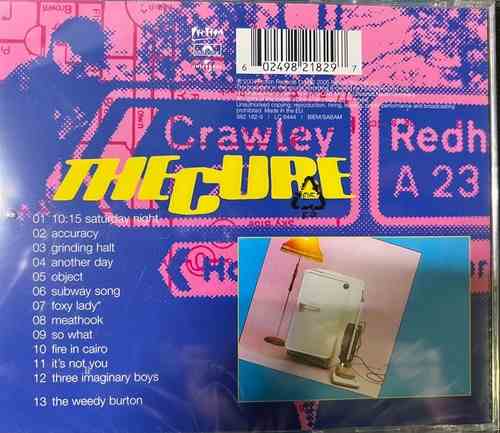 6 02498 21829 7
Unauthorised copying, reproduction, hiring, lending, public performance and broadcasting
prohibited. Made in the EU.
982 182-9 / LC 6444 / BIEM/SABAM
Crawley
Redh
A 23
THE CURE
01 10:15 saturday night
02 accuracy
03 grinding halt
04 another day
05 object
06 subway song
07 foxy lady*
08 meathook
09 so what
10 fire in cairo
11 it's not you
12 three imaginary boys
13 the weedy burton